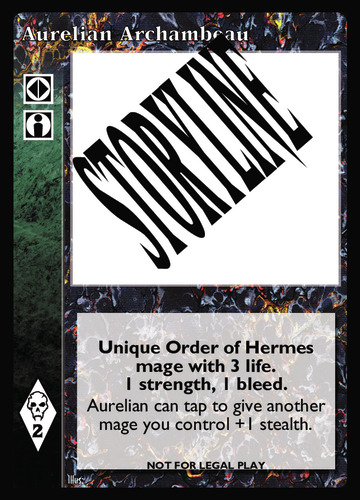 Aurelian Archambeau
STORYLINE
Unique Order of Hermes
mage with 3 life.
1 strength, 1 bleed.
Aurelian can tap to give another
mage you control +1 stealth.
2
NOT FOR LEGAL PLAY
Illus: